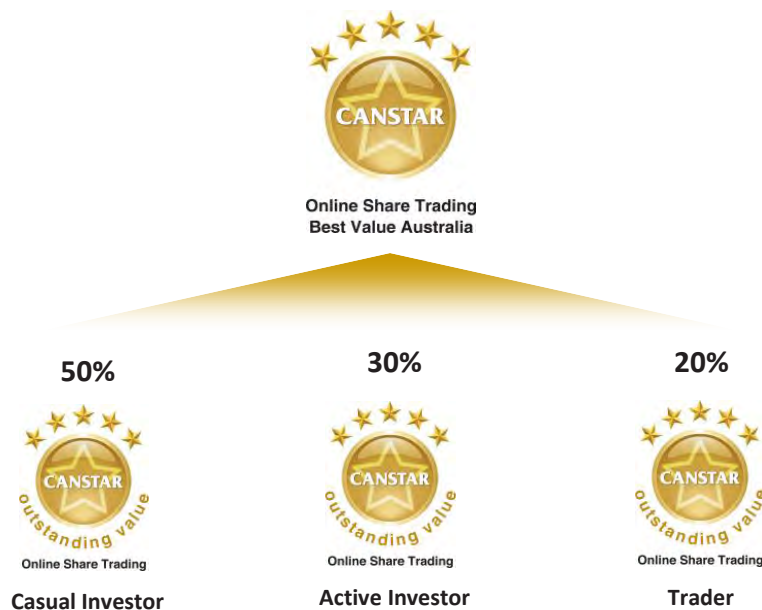 CANSTAR
Online Share Trading
Best Value Australia
50%
30%
20%
CANSTAR
outstanding value
Online Share Trading
Casual Investor
CANSTAR
outstanding value
Online Share Trading
Active Investor
CANSTAR
outstanding value
Online Share Trading
Trader